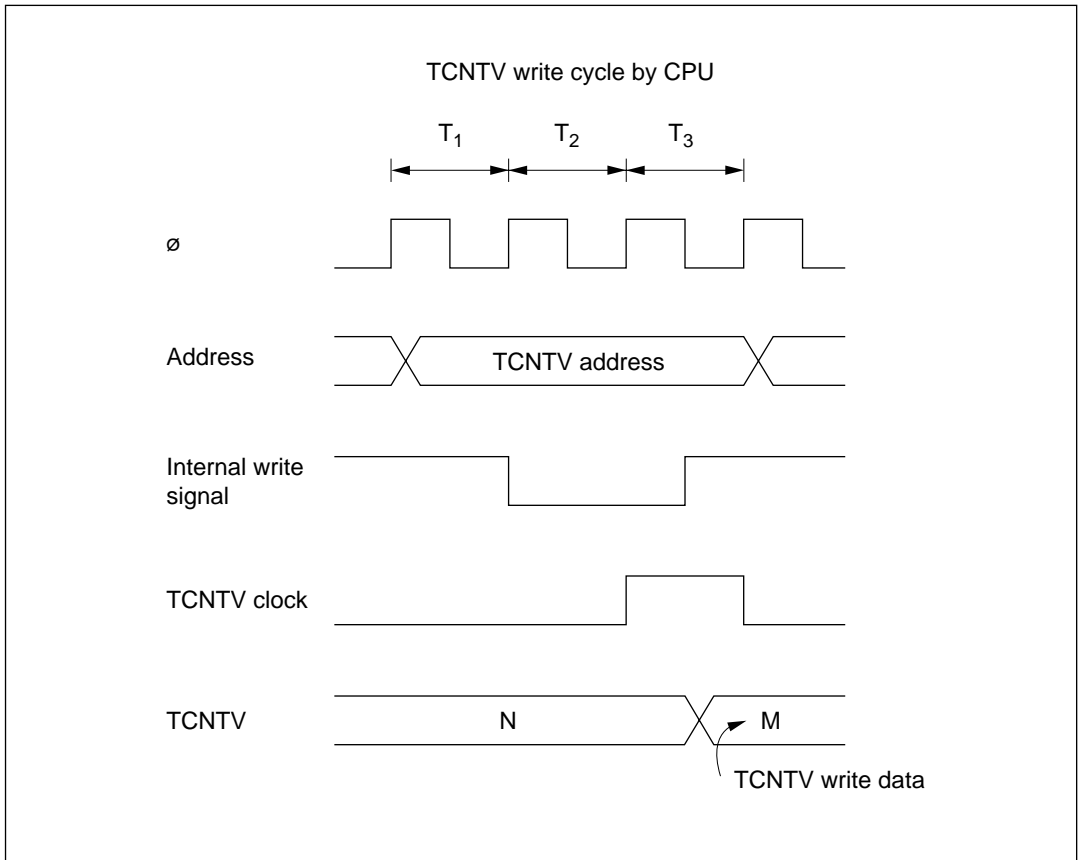 TCNTV write cycle by CPU
T1 T2 T3
ø
Address
TCNTV address
Internal write
signal
TCNTV clock
TCNTV
N
M
TCNTV write data